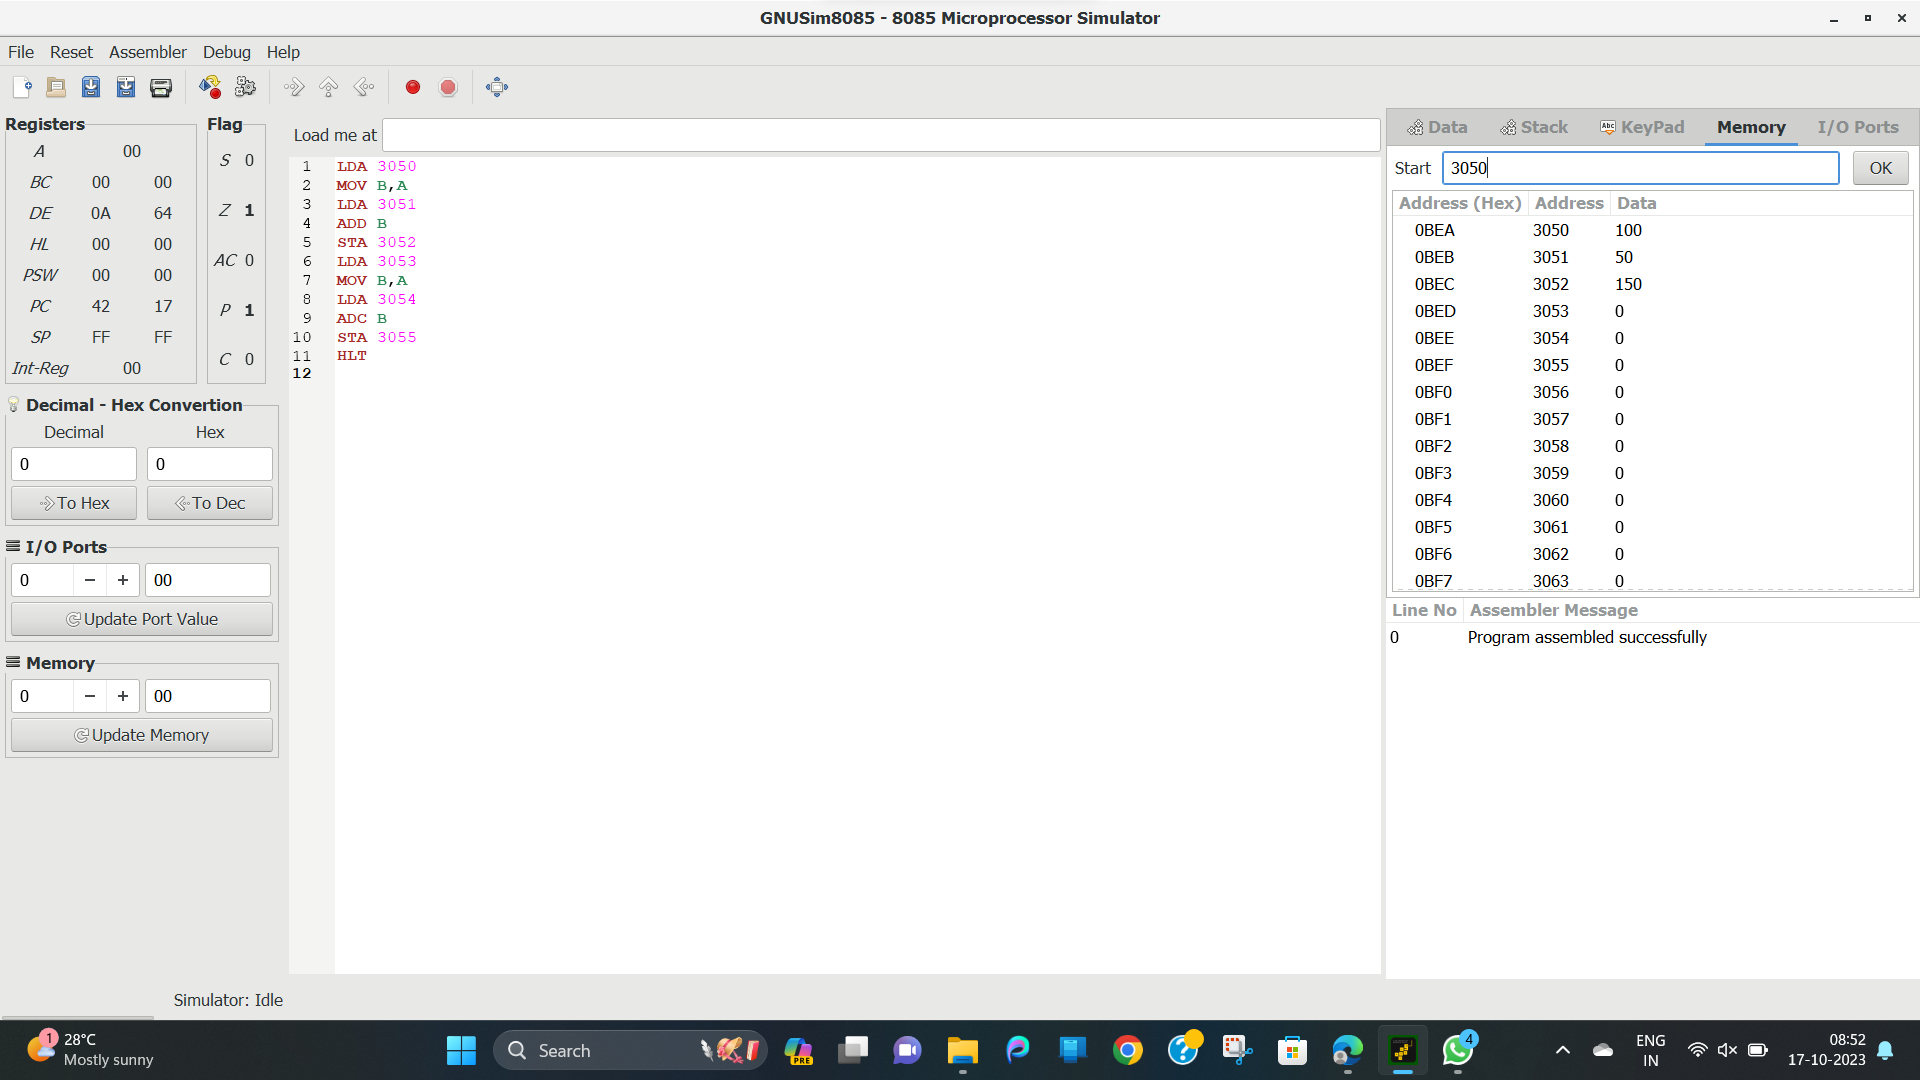 GNUSim8085 - 8085 Microprocessor Simulator
File Reset Assembler Debug Help
Registers
A 00
BC 00 00
DE 0A 64
HL 00 00
PSW 00 00
PC 42 17
SP FF FF
Int-Reg 00
Flag
S 0
Z 1
AC 0
P 1
C 0
Decimal - Hex Convertion
Decimal Hex
0 0
To Hex To Dec
I/O Ports
0 − + 00
Update Port Value
Memory
0 − + 00
Update Memory
Load me at
1 LDA 3050
2 MOV B,A
3 LDA 3051
4 ADD B
5 STA 3052
6 LDA 3053
7 MOV B,A
8 LDA 3054
9 ADC B
10 STA 3055
11 HLT
12
Data Stack Abc KeyPad Memory I/O Ports
Start 3050 OK
Address (Hex) Address Data
0BEA 3050 100
0BEB 3051 50
0BEC 3052 150
0BED 3053 0
0BEE 3054 0
0BEF 3055 0
0BF0 3056 0
0BF1 3057 0
0BF2 3058 0
0BF3 3059 0
0BF4 3060 0
0BF5 3061 0
0BF6 3062 0
0BF7 3063 0
Line No Assembler Message
0 Program assembled successfully
Simulator: Idle
1 28°C
Mostly sunny
Search
PRE
4
ENG
IN
08:52
17-10-2023